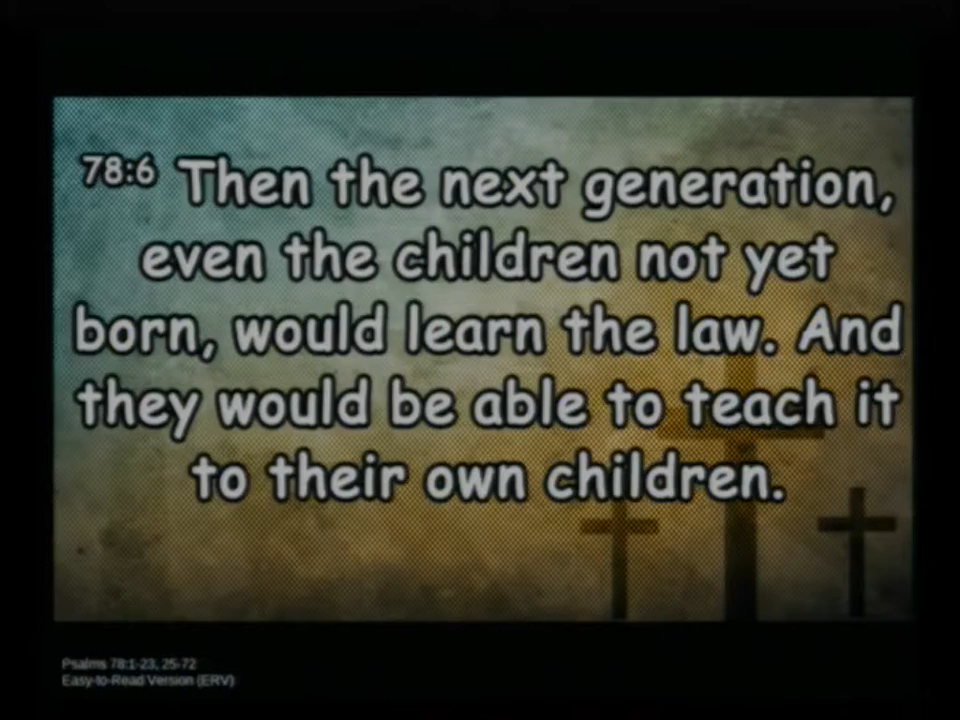 78:6 Then the next generation,
even the children not yet
born, would learn the law. And
they would be able to teach it
to their own children.
Psalms 78:1-23, 25-72
Easy-to-Read Version (ERV)